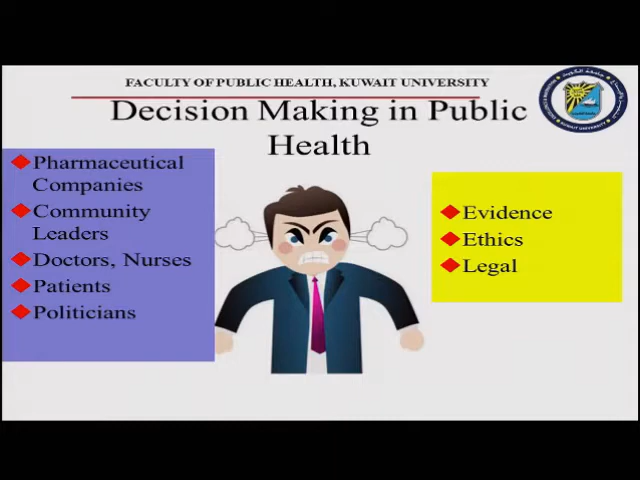 FACULTY OF PUBLIC HEALTH, KUWAIT UNIVERSITY
Decision Making in Public
Health
Pharmaceutical
Companies
Community
Leaders
Doctors, Nurses
Patients
Politicians
Evidence
Ethics
Legal